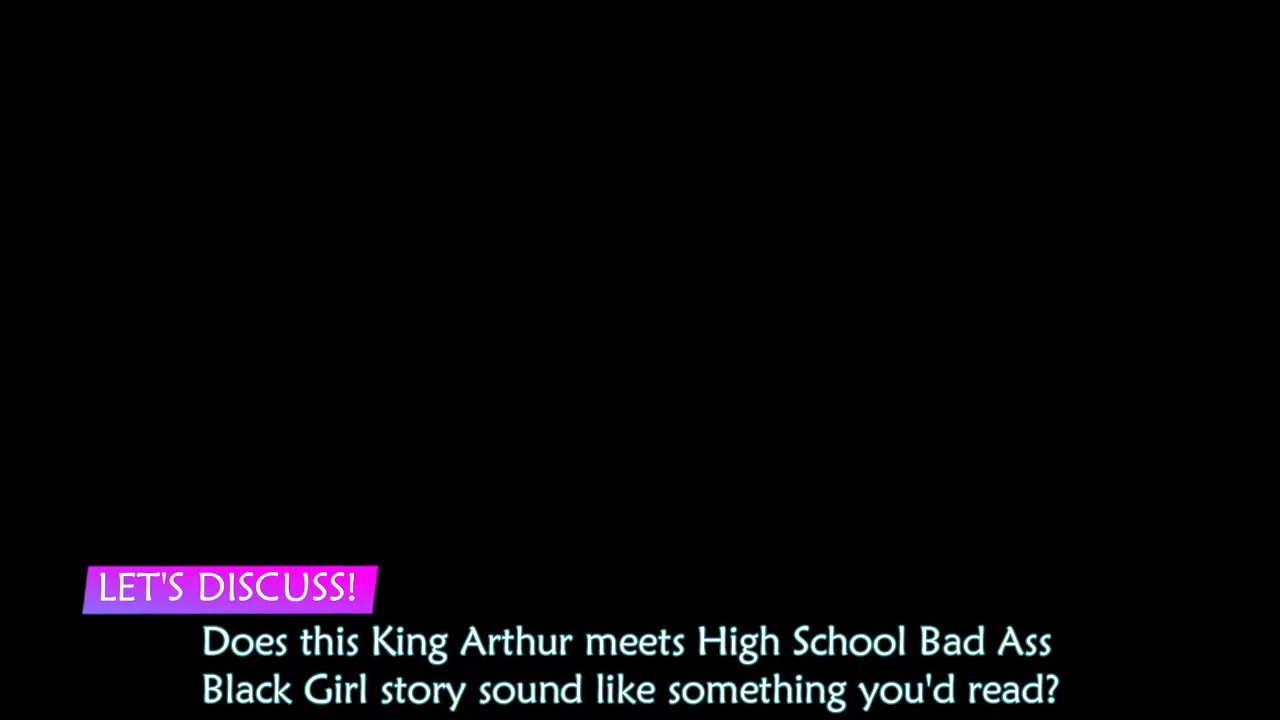 LET'S DISCUSS!
Does this King Arthur meets High School Bad Ass
Black Girl story sound like something you'd read?